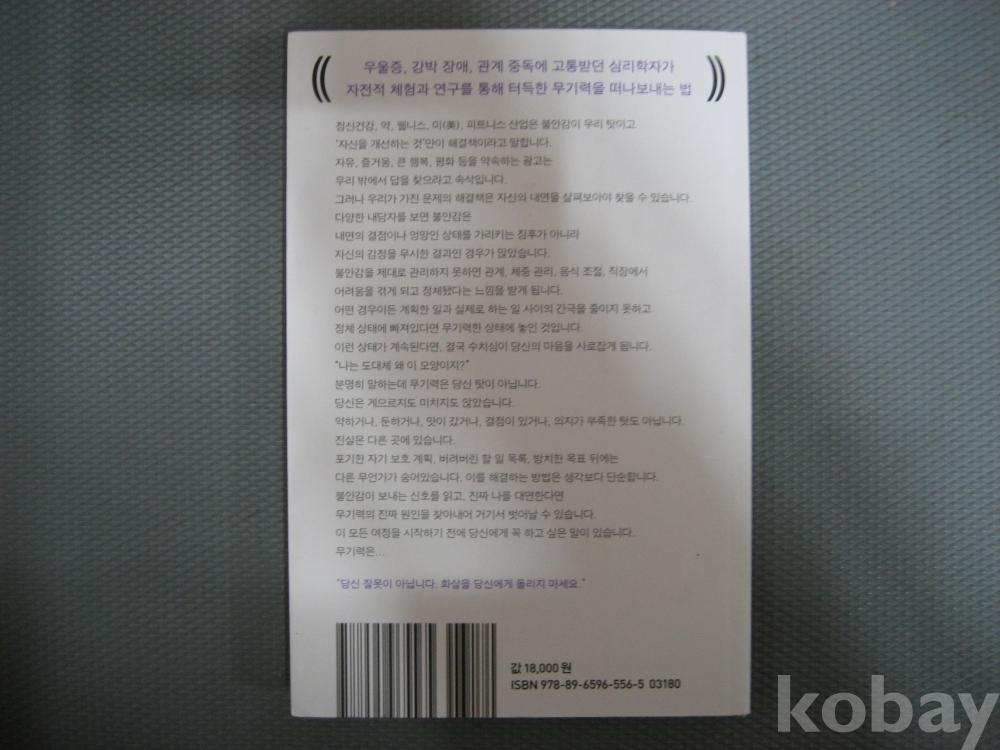 우울증, 강박 장애, 관계 중독에 고통받던 심리학자가
자전적 체험과 연구를 통해 터득한 무기력을 떠나보내는 법
정신건강, 약, 웰니스, 미(美), 피트니스 산업은 불안감이 우리 탓이고
'자신을 개선하는 것'만이 해결책이라고 말합니다.
자유, 즐거움, 큰 행복, 평화 등을 약속하는 광고는
우리 밖에서 답을 찾으라고 속삭입니다.
그러나 우리가 가진 문제의 해결책은 자신의 내면을 살펴보아야 찾을 수 있습니다.
다양한 내담자를 보면 불안감은
내면의 결점이나 엉망인 상태를 가리키는 징후가 아니라
자신의 감정을 무시한 결과인 경우가 많았습니다.
불안감을 제대로 관리하지 못하면 관계, 체중 관리, 음식 조절, 직장에서
어려움을 겪게 되고 정체됐다는 느낌을 받게 됩니다.
어떤 경우이든 계획한 일과 실제로 하는 일 사이의 간극을 줄이지 못하고
정체 상태에 빠져있다면 무기력한 상태에 놓인 것입니다.
이런 상태가 계속된다면, 결국 수치심이 당신의 마음을 사로잡게 됩니다.
"나는 도대체 왜 이 모양이지?"
분명히 말하는데 무기력은 당신 탓이 아닙니다.
당신은 게으르지도 미치지도 않았습니다.
약하거나, 둔하거나, 맛이 갔거나, 결점이 있거나, 의지가 부족한 탓도 아닙니다.
진실은 다른 곳에 있습니다.
포기한 자기 보호 계획, 버려버린 할 일 목록, 방치한 목표 뒤에는
다른 무언가가 숨어있습니다. 이를 해결하는 방법은 생각보다 단순합니다.
불안감이 보내는 신호를 읽고, 진짜 나를 대면한다면
무기력의 진짜 원인을 찾아내어 거기서 벗어날 수 있습니다.
이 모든 여정을 시작하기 전에 당신에게 꼭 하고 싶은 말이 있습니다.
무기력은...
"당신 잘못이 아닙니다. 화살을 당신에게 돌리지 마세요."
값 18,000원
ISBN 978-89-6596-556-5 03180
kobay